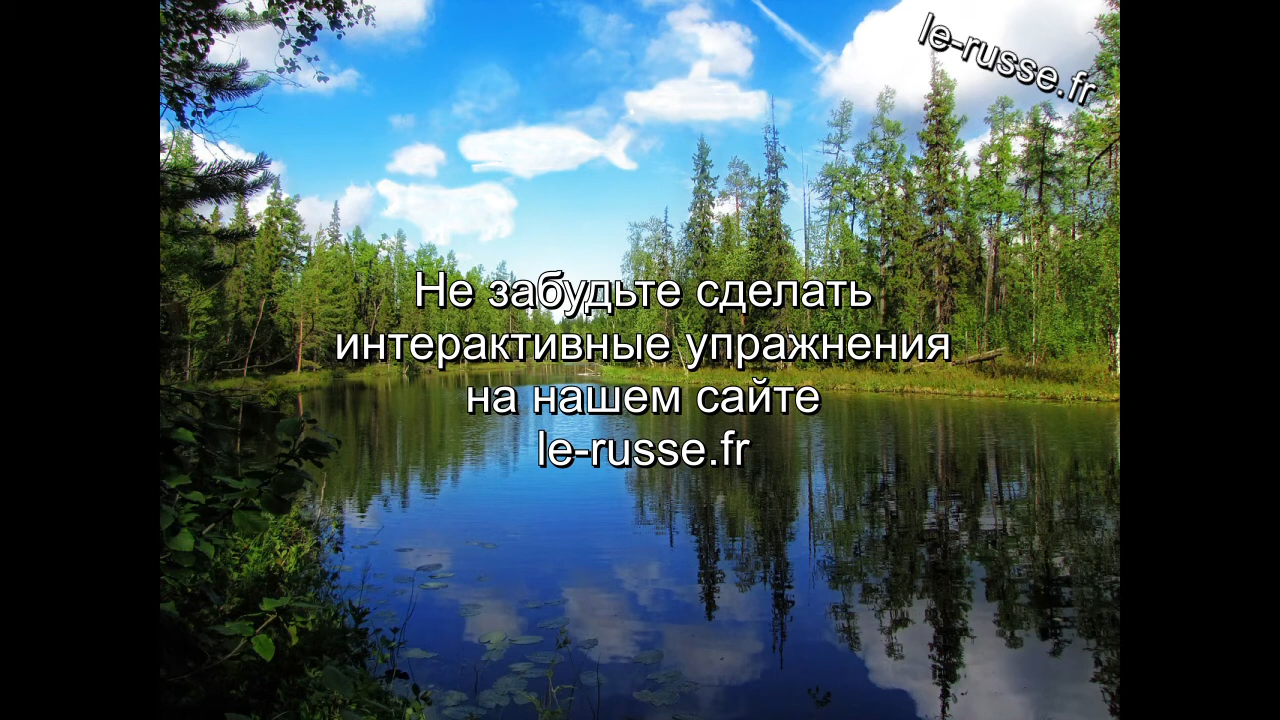 le-russe.fr
Не забудьте сделать
интерактивные упражнения
на нашем сайте
le-russe.fr